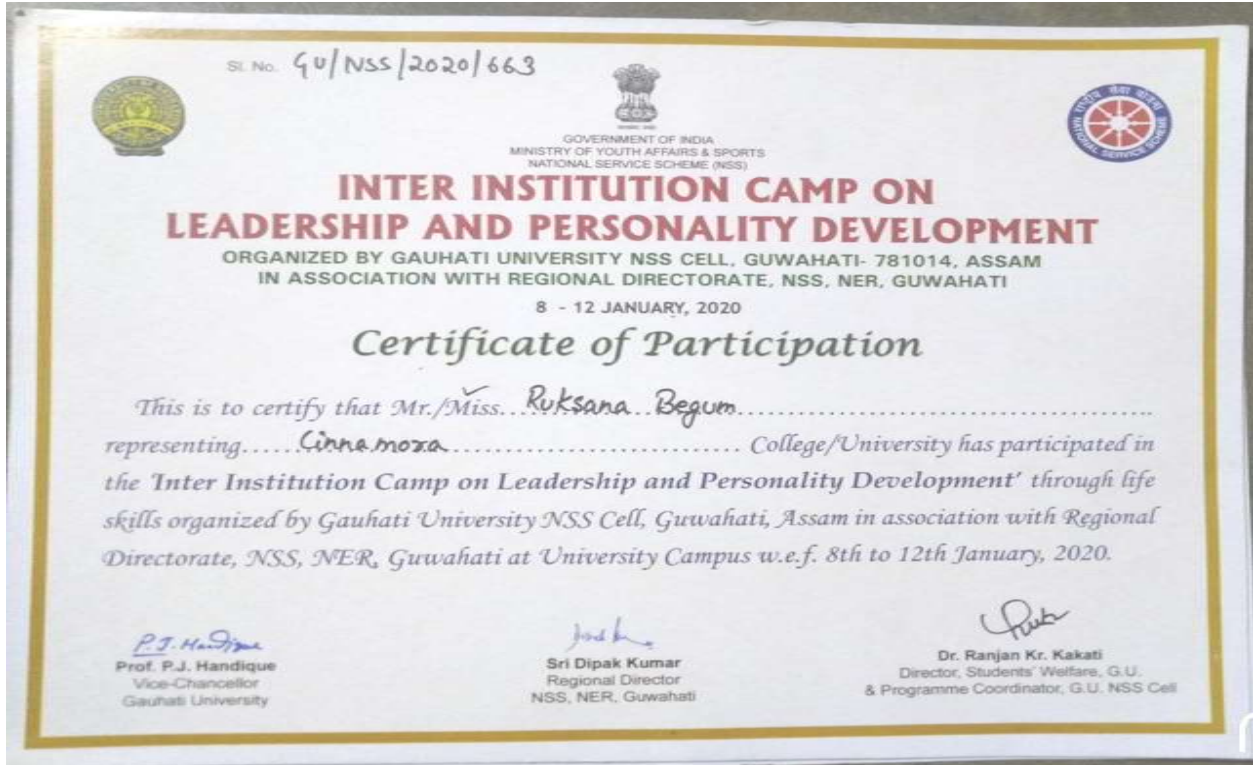 Sl. No. GU/NSS/2020/663
GOVERNMENT OF INDIA
MINISTRY OF YOUTH AFFAIRS & SPORTS
NATIONAL SERVICE SCHEME (NSS)
राष्ट्रीय सेवा योजना
NATIONAL SERVICE SCHEME
INTER INSTITUTION CAMP ON
LEADERSHIP AND PERSONALITY DEVELOPMENT
ORGANIZED BY GAUHATI UNIVERSITY NSS CELL, GUWAHATI- 781014, ASSAM
IN ASSOCIATION WITH REGIONAL DIRECTORATE, NSS, NER, GUWAHATI
8 - 12 JANUARY, 2020
Certificate of Participation
This is to certify that Mr./Miss...Ruksana Begum...
representing.....Cinnamora..... College/University has participated in
the 'Inter Institution Camp on Leadership and Personality Development' through life
skills organized by Gauhati University NSS Cell, Guwahati, Assam in association with Regional
Directorate, NSS, NER, Guwahati at University Campus w.e.f. 8th to 12th January, 2020.
P.J. Handique
Prof. P.J. Handique
Vice-Chancellor
Gauhati University
Sri Dipak Kumar
Regional Director
NSS, NER, Guwahati
Dr. Ranjan Kr. Kakati
Director, Students' Welfare, G.U.
& Programme Coordinator, G.U. NSS Cell